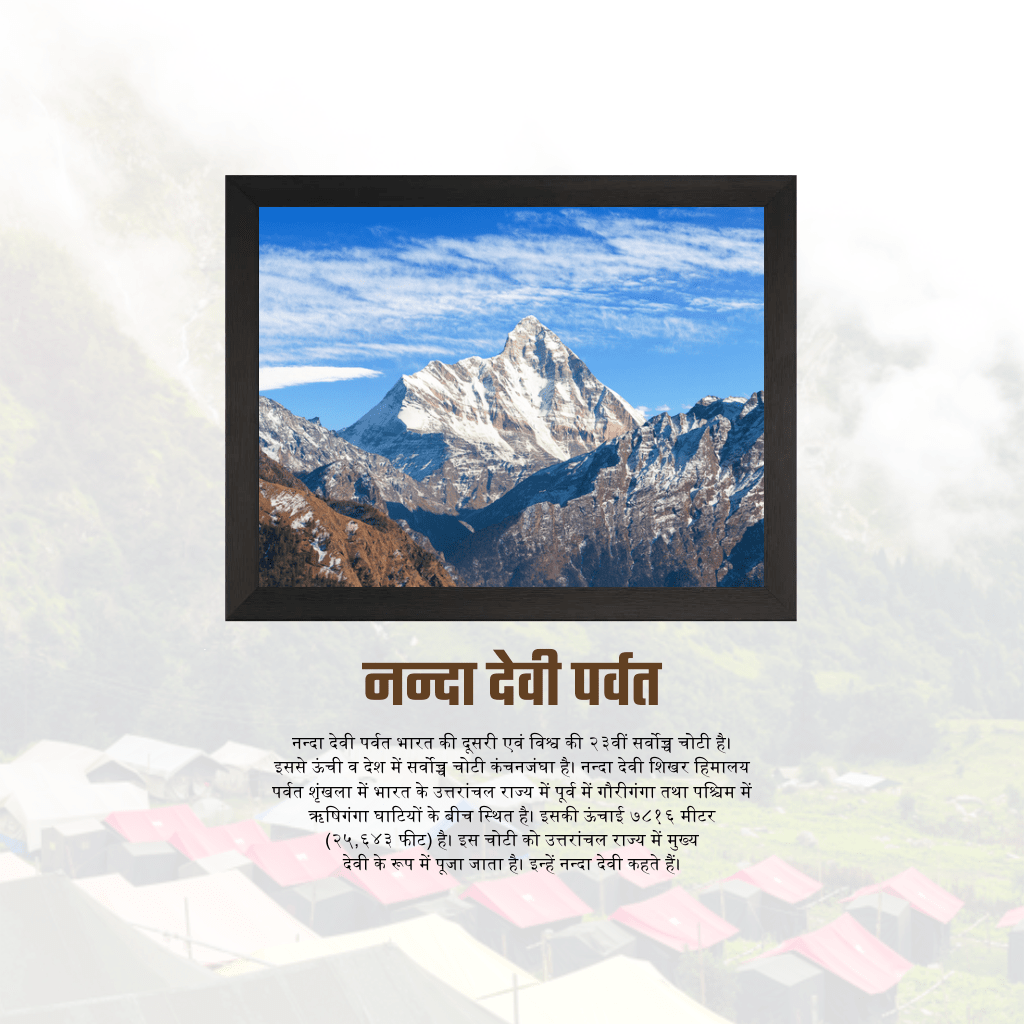 नन्दा देवी पर्वत
नन्दा देवी पर्वत भारत की दूसरी एवं विश्व की २३वीं सर्वोच्च चोटी है।
इससे ऊंची व देश में सर्वोच्च चोटी कंचनजंघा है। नन्दा देवी शिखर हिमालय
पर्वत शृंखला में भारत के उत्तरांचल राज्य में पूर्व में गौरीगंगा तथा पश्चिम में
ऋषिगंगा घाटियों के बीच स्थित है। इसकी ऊंचाई ७८१६ मीटर
(२५,६४३ फीट) है। इस चोटी को उत्तरांचल राज्य में मुख्य
देवी के रूप में पूजा जाता है। इन्हें नन्दा देवी कहते हैं।